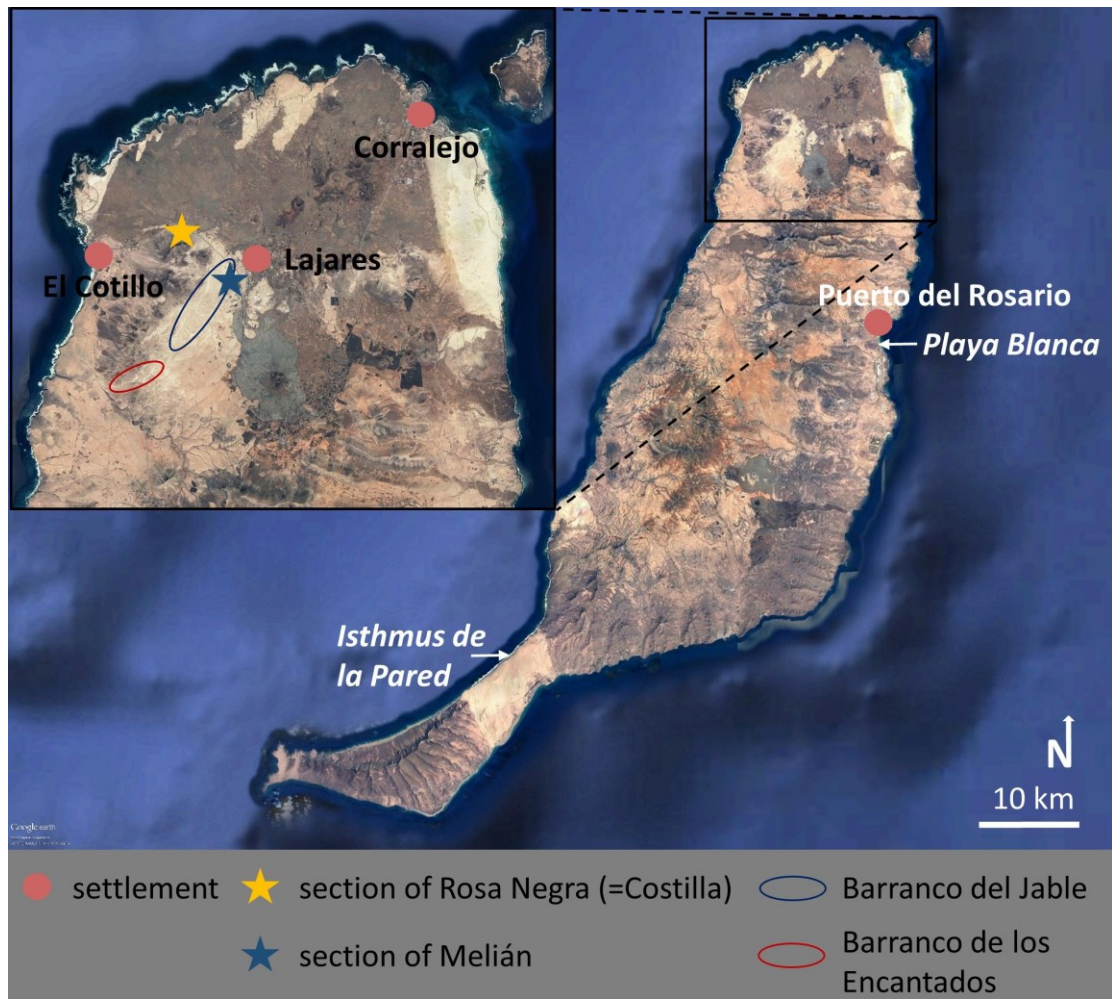 Corralejo
Lajares
El Cotillo
Puerto del Rosario
Playa Blanca
Isthmus de
la Pared
N
10 km
Google earth
settlement
section of Rosa Negra (=Costilla)
Barranco del Jable
section of Melián
Barranco de los
Encantados